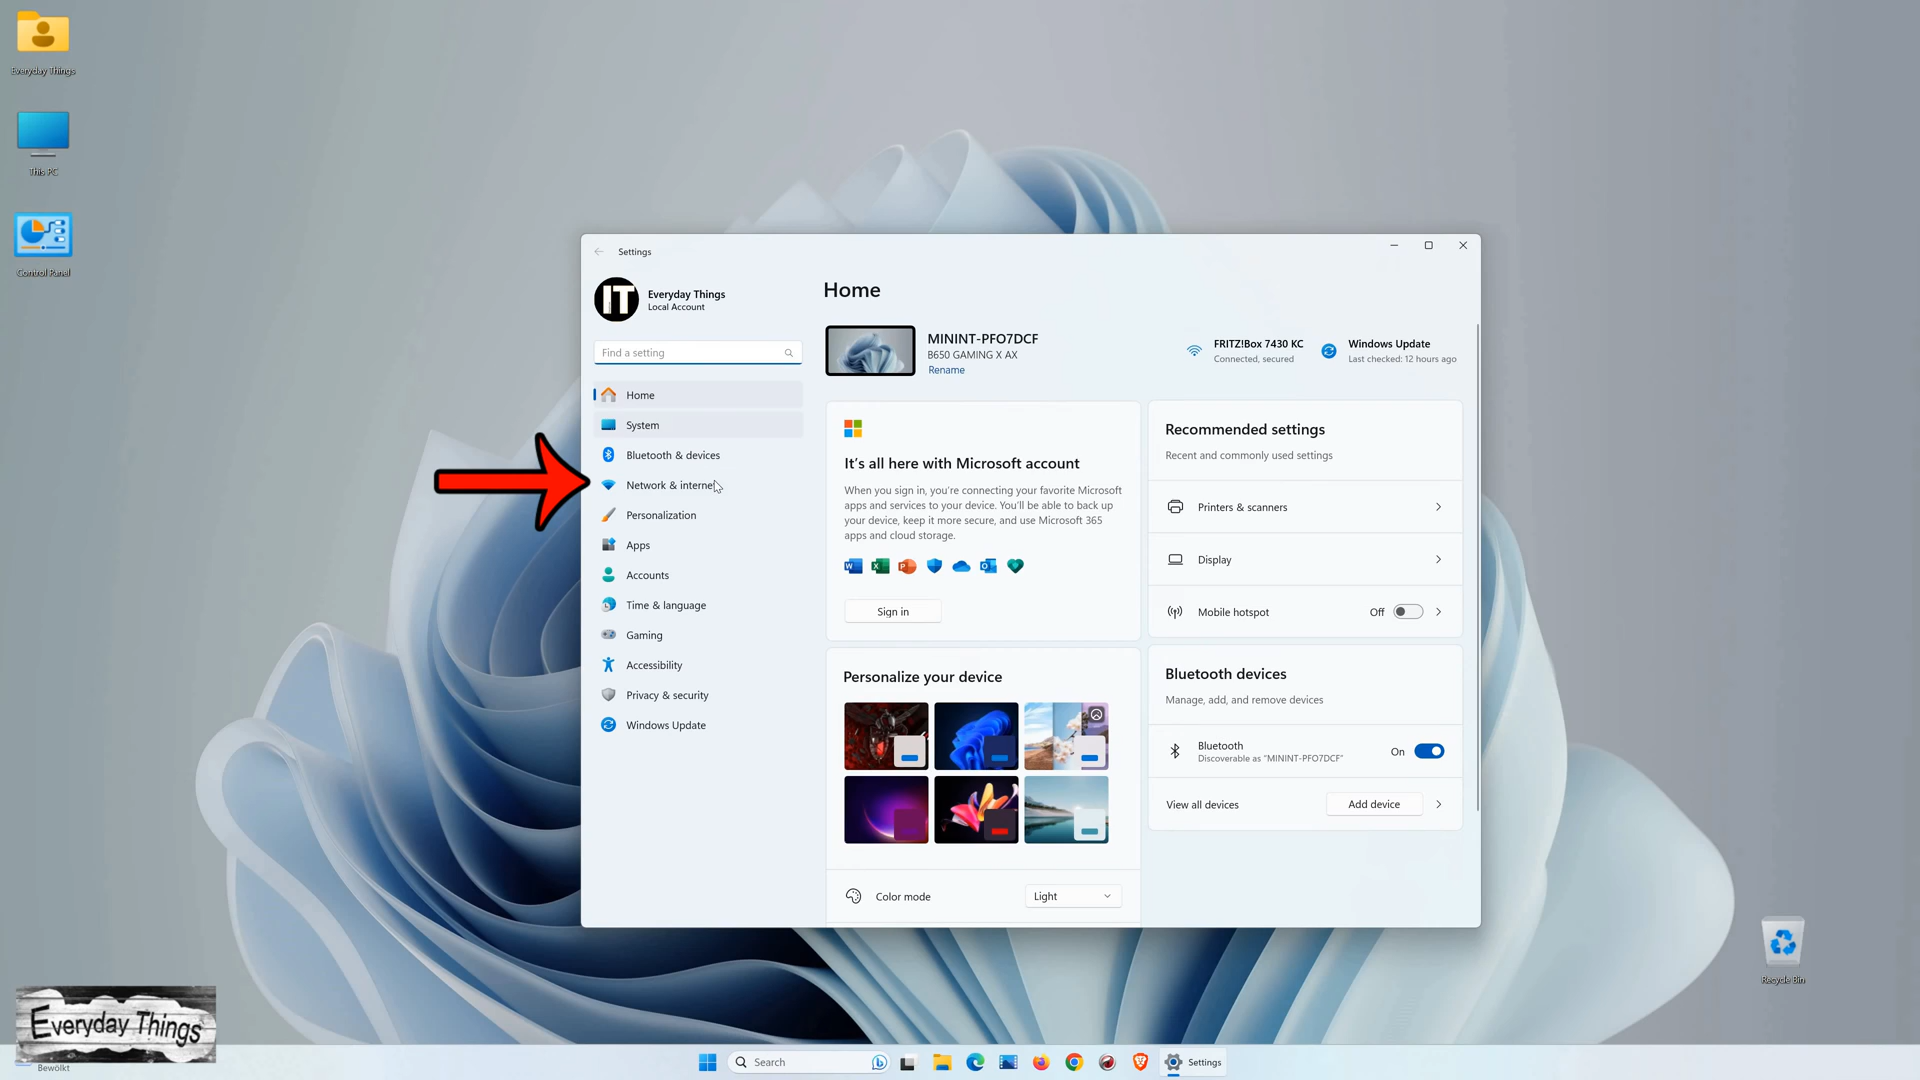 Everyday Things
This PC
Control Panel
Settings
IT
Everyday Things
Local Account
Find a setting
Home
System
Bluetooth & devices
Network & internet
Personalization
Apps
Accounts
Time & language
Gaming
Accessibility
Privacy & security
Windows Update
Home
MININT-PFO7DCF
B650 GAMING X AX
Rename
FRITZ!Box 7430 KC
Connected, secured
Windows Update
Last checked: 12 hours ago
It's all here with Microsoft account
When you sign in, you're connecting your favorite Microsoft
apps and services to your device. You'll be able to back up
your device, keep it more secure, and use Microsoft 365
apps and cloud storage.
Sign in
Personalize your device
Color mode
Light
Recommended settings
Recent and commonly used settings
Printers & scanners
Display
Mobile hotspot
Off
Bluetooth devices
Manage, add, and remove devices
Bluetooth
Discoverable as "MININT-PFO7DCF"
On
View all devices
Add device
Recycle Bin
Everyday Things
Bewölkt
Search
Settings